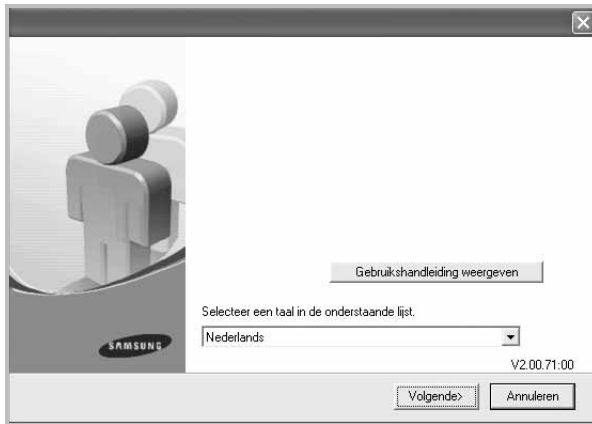 Gebruikshandleiding weergeven
Selecteer een taal in de onderstaande lijst.
Nederlands
SAMSUNG
V2.00.71:00
Volgende>
Annuleren